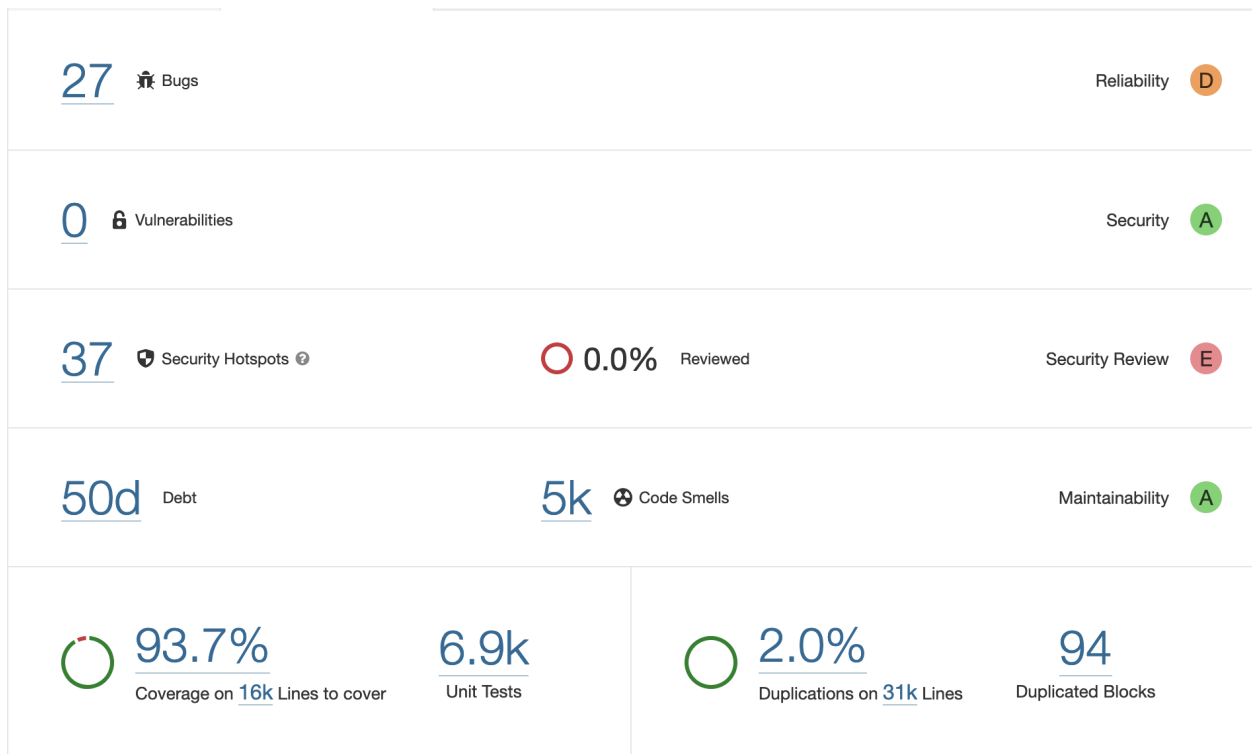 27 Bugs Reliability D
0 Vulnerabilities Security A
37 Security Hotspots ? 0.0% Reviewed Security Review E
50d Debt 5k Code Smells Maintainability A
93.7% 6.9k 2.0% 94
Coverage on 16k Lines to cover Unit Tests Duplications on 31k Lines Duplicated Blocks